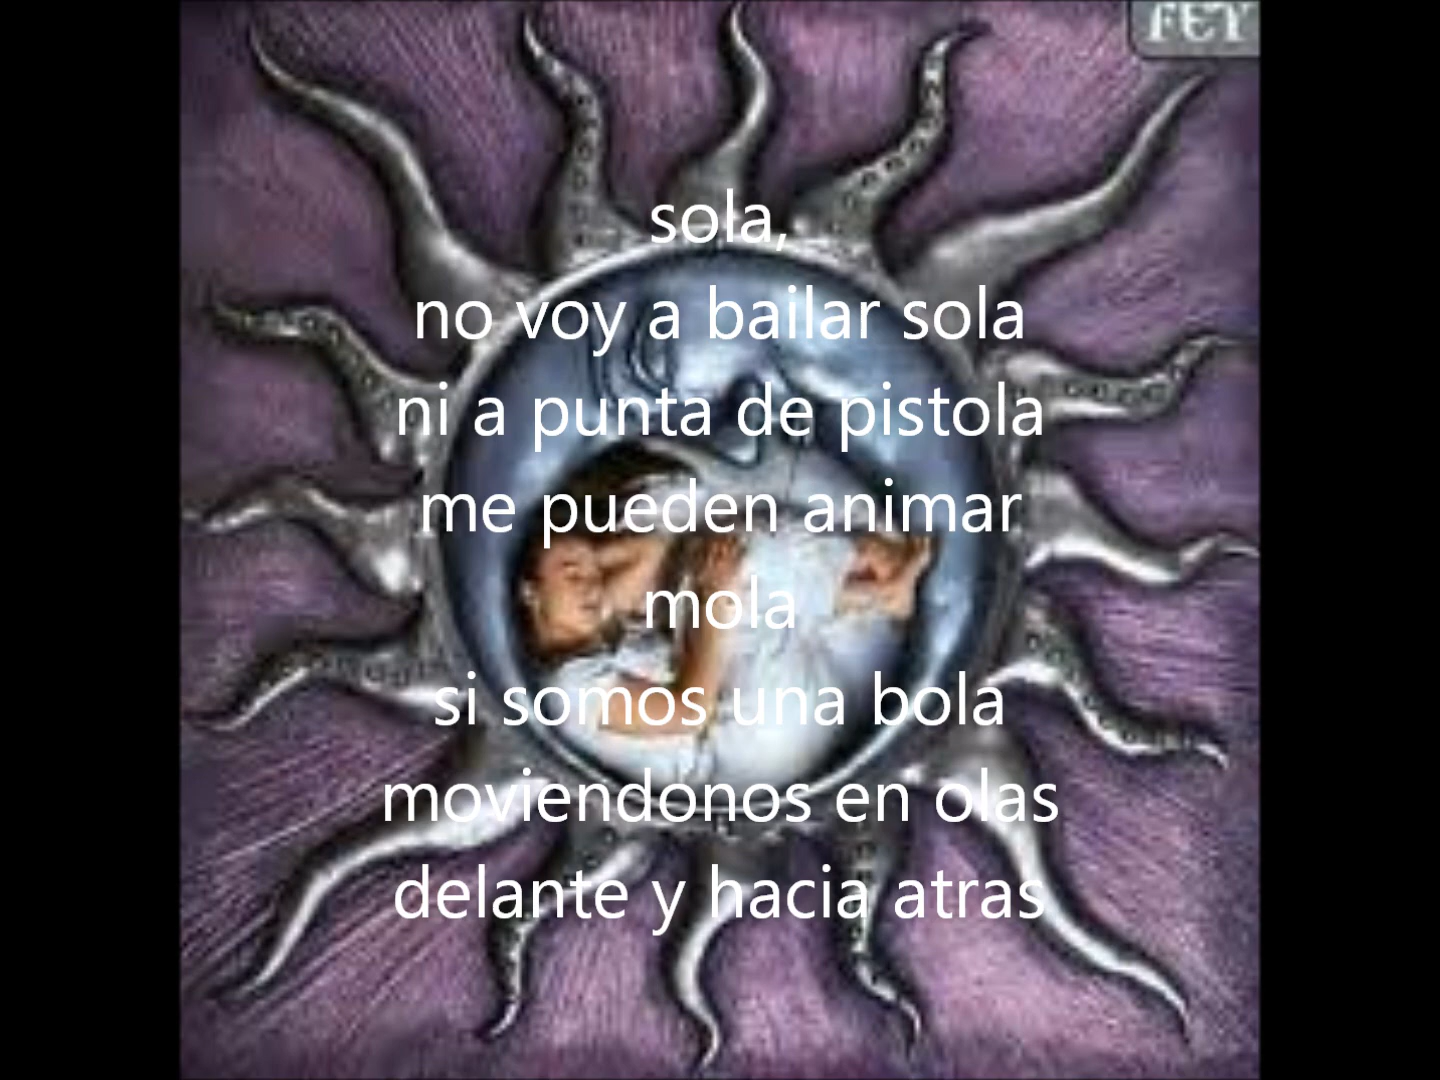 FEY
sola,
no voy a bailar sola
ni a punta de pistola
me pueden animar
mola
si somos una bola
moviendonos en olas
delante y hacia atras